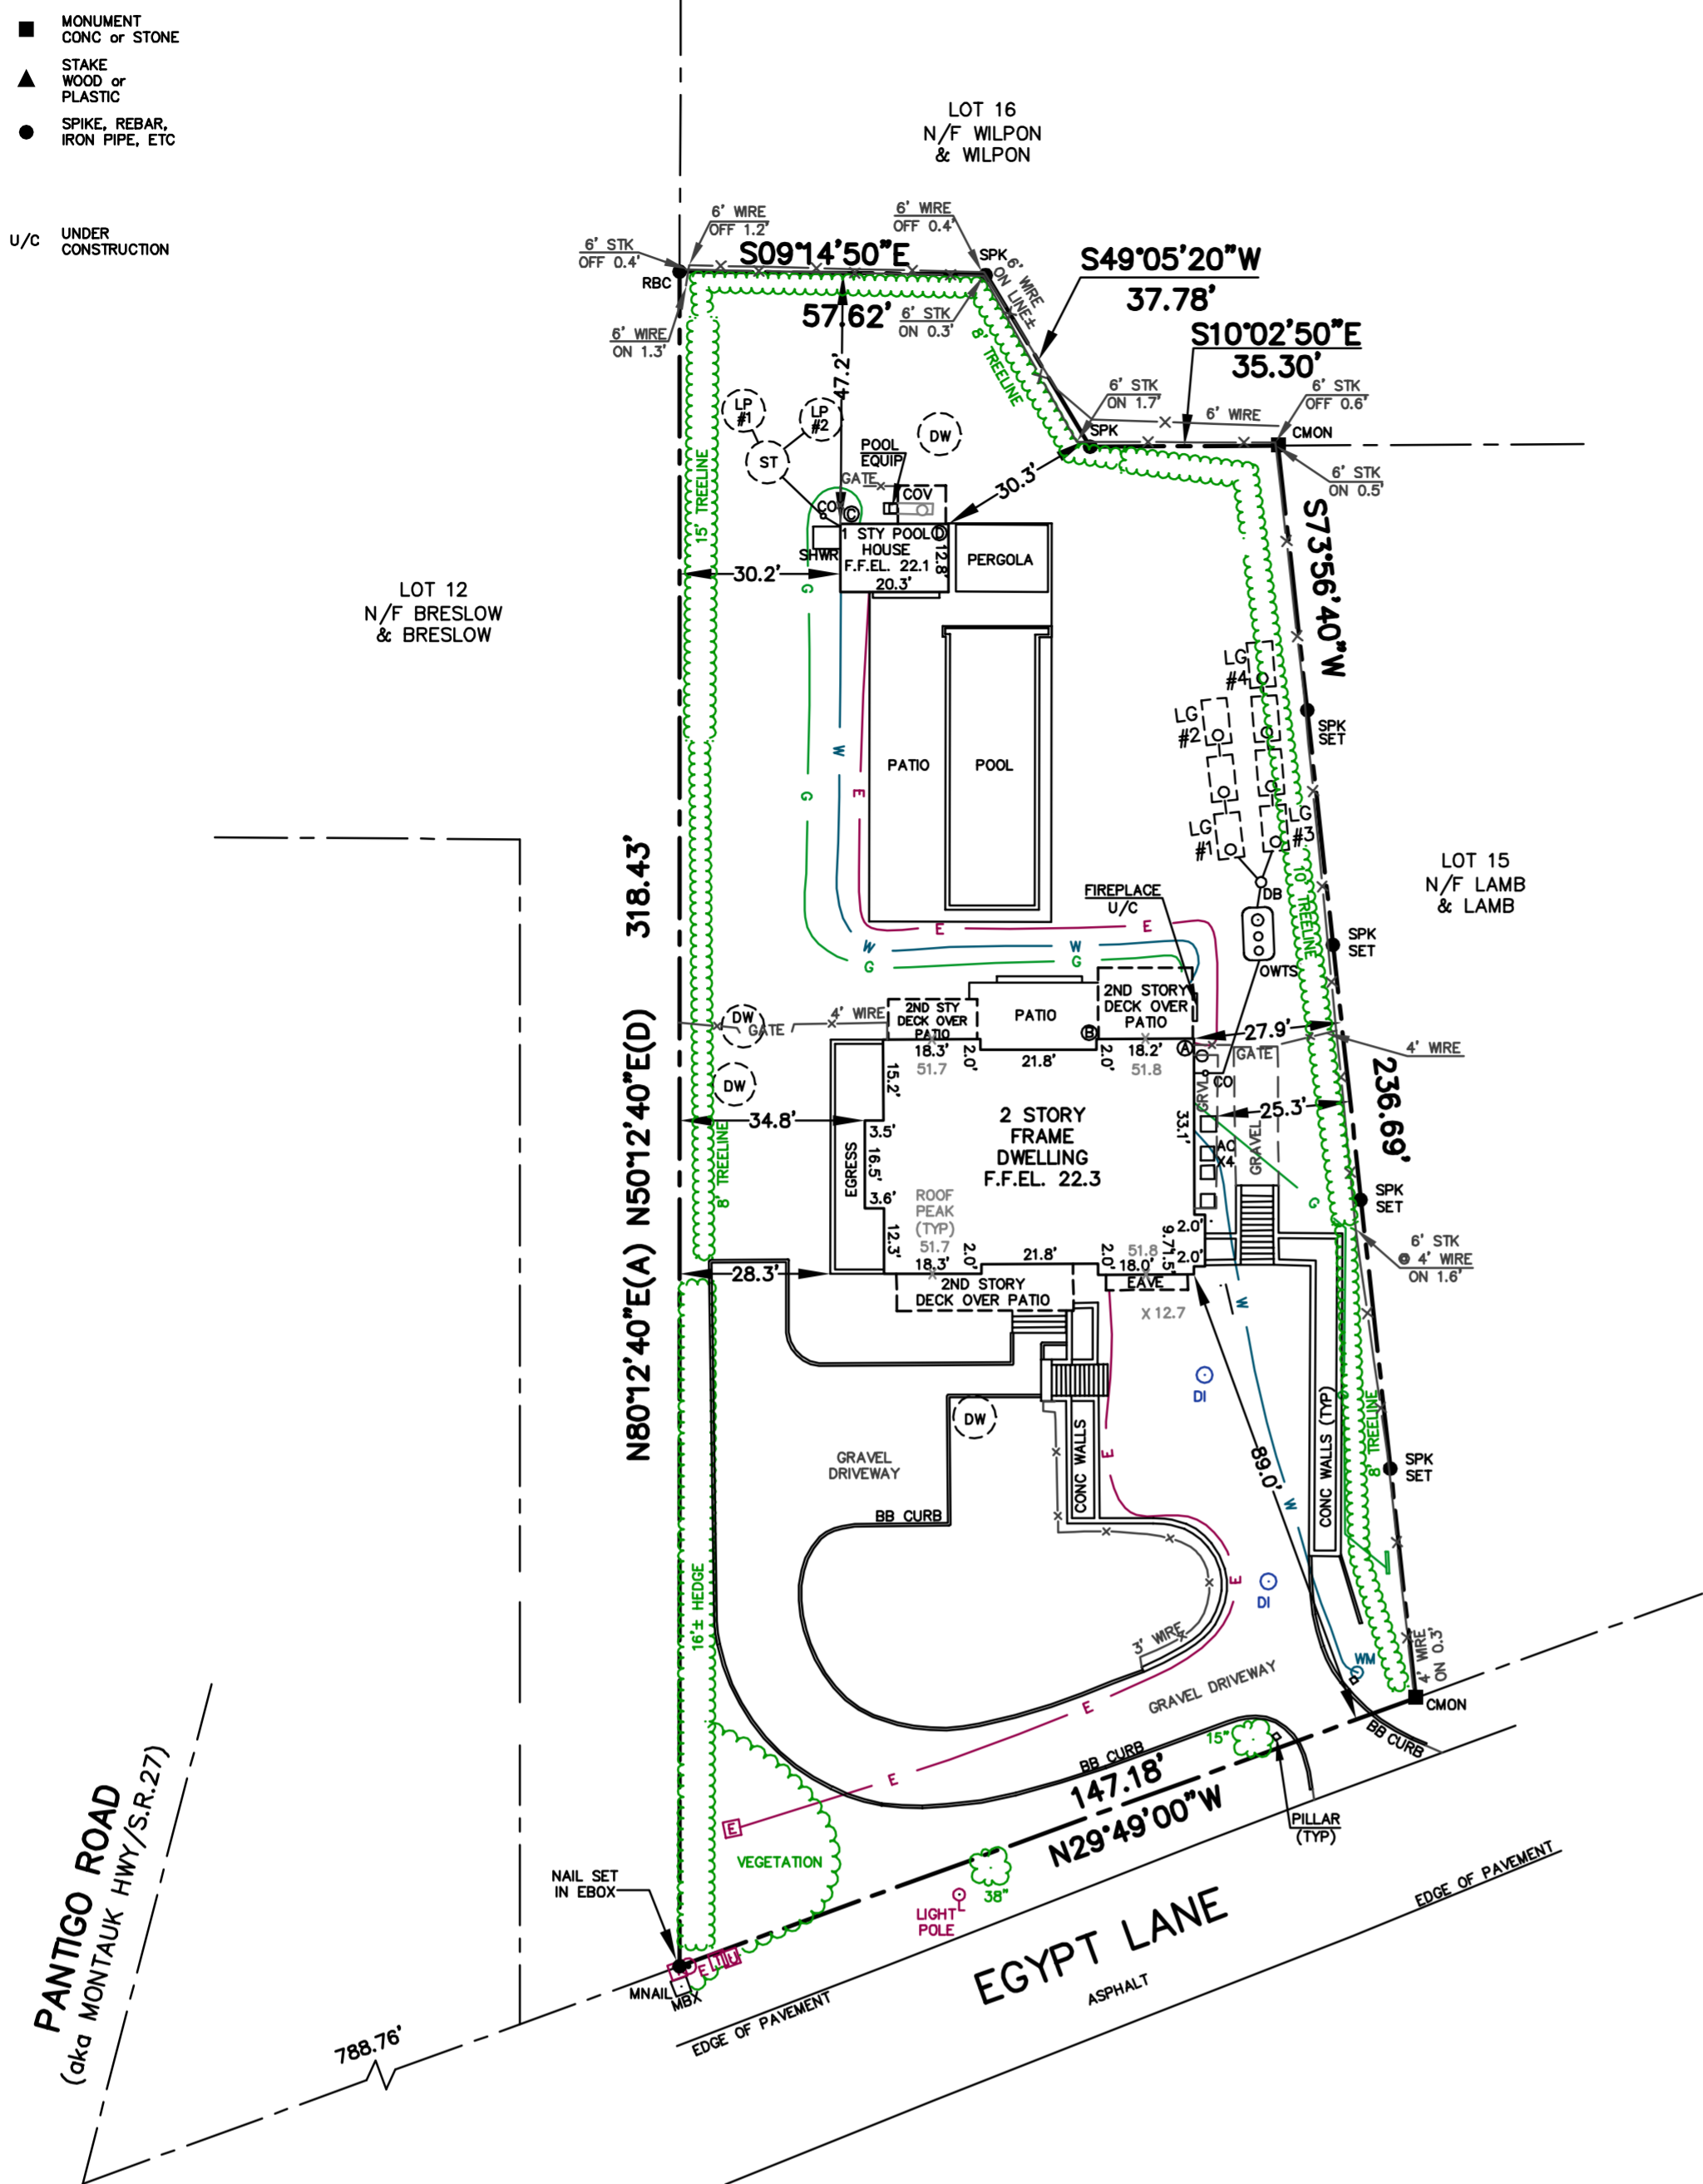 MONUMENT
CONC or STONE
STAKE
WOOD or
PLASTIC
SPIKE, REBAR,
IRON PIPE, ETC
U/C
UNDER
CONSTRUCTION
LOT 16
N/F WILPON
& WILPON
6' WIRE
OFF 1.2'
6' WIRE
OFF 0.4'
6' STK
OFF 0.4'
S09°14'50"E
SPK
S49°05'20"W
37.78'
RBC
6' WIRE
ON LINE±
57.62'
6' STK
ON 0.3'
6' WIRE
ON 1.3'
8' TREELINE
S10°02'50"E
35.30'
6' STK
ON 1.7'
6' STK
OFF 0.6'
6' WIRE
SPK
CMON
47.2'
LP
#1
LP
#2
DW
ST
POOL
EQUIP
GATE
COV
CO
C
30.3'
6' STK
ON 0.5'
15' TREELINE
SHWR
1 STY POOL
HOUSE
F.F.EL. 22.1
20.3'
D
12.8'
PERGOLA
30.2'
S73°56'40"W
LOT 12
N/F BRESLOW
& BRESLOW
G
W
E
G
PATIO
POOL
LG
#4
LG
#2
LG
#1
LG
#3
SPK
SET
318.43'
LOT 15
N/F LAMB
& LAMB
FIREPLACE
U/C
DB
10' TREELINE
OWTS
SPK
SET
E
E
W
W
G
G
DW
GATE
4' WIRE
2ND STY
DECK OVER
PATIO
PATIO
2ND STORY
DECK OVER
PATIO
B
A
27.9'
GATE
4' WIRE
18.3'
51.7
2.0'
21.8'
2.0'
18.2'
51.8
DW
15.2'
CO
GRVL
236.69'
34.8'
3.5'
16.5'
3.6'
EGRESS
2 STORY
FRAME
DWELLING
F.F.EL. 22.3
33.1'
25.3'
AC
X4
GRAVEL
8' TREELINE
ROOF
PEAK
(TYP)
51.7
18.3'
12.3'
2.0'
21.8'
2.0'
51.8
18.0'
9.7'
1.5'
2.0'
2.0'
G
SPK
SET
6' STK
@ 4' WIRE
ON 1.6'
28.3'
2ND STORY
DECK OVER PATIO
EAVE
X 12.7
W
N80°12'40"E(A) N50°12'40"E(D)
DI
DW
GRAVEL
DRIVEWAY
CONC WALLS
E
89.0'
CONC WALLS (TYP)
G
8' TREELINE
SPK
SET
BB CURB
W
16'± HEDGE
E
DI
3' WIRE
WM
4' WIRE
ON 0.3'
GRAVEL DRIVEWAY
CMON
E
BB CURB
15"
BB CURB
147.18'
N29°49'00"W
E
E
PILLAR
(TYP)
VEGETATION
NAIL SET
IN EBOX
38"
LIGHT
POLE
EDGE OF PAVEMENT
E
T
U
MNAIL
MBX
EGYPT LANE
ASPHALT
EDGE OF PAVEMENT
PANTIGO ROAD
(aka MONTAUK HWY/S.R.27)
788.76'